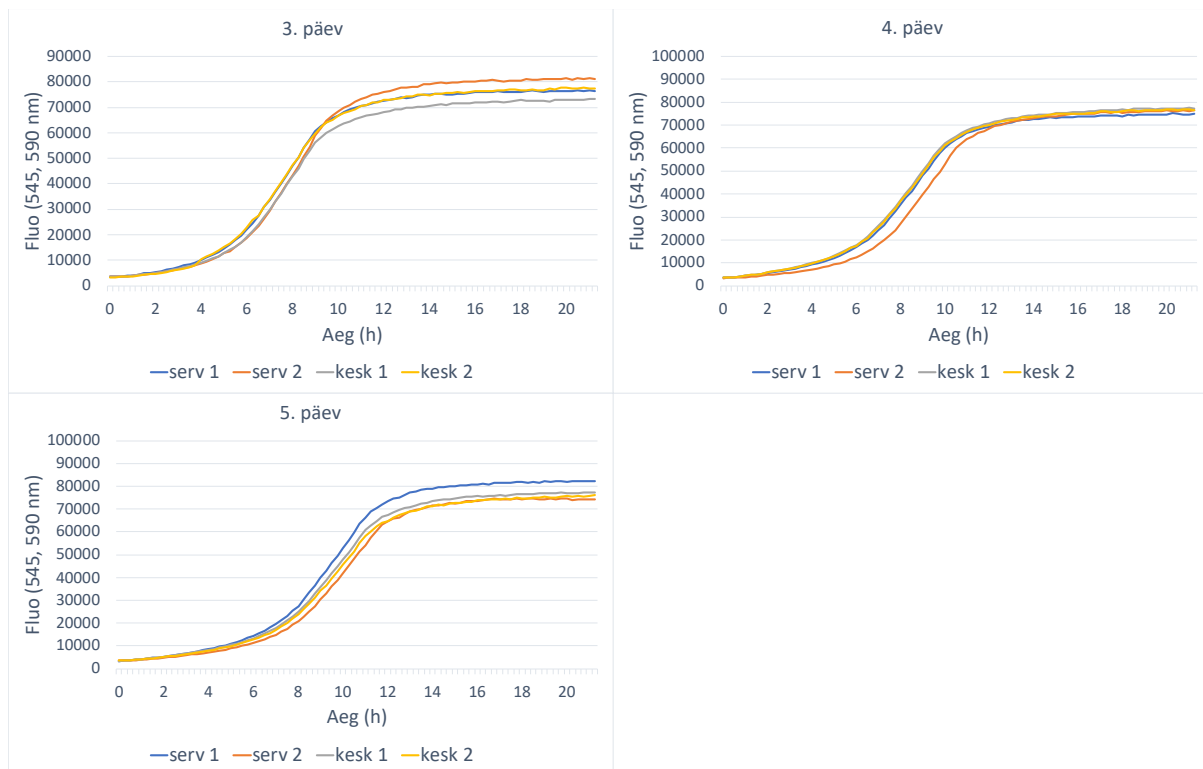 3. päev
90000
80000
70000
60000
50000
40000
30000
20000
10000
0
Fluo (545, 590 nm)
0 2 4 6 8 10 12 14 16 18 20
Aeg (h)
serv 1 serv 2 kesk 1 kesk 2
4. päev
100000
90000
80000
70000
60000
50000
40000
30000
20000
10000
0
Fluo (545, 590 nm)
0 2 4 6 8 10 12 14 16 18 20
Aeg (h)
serv 1 serv 2 kesk 1 kesk 2
5. päev
100000
90000
80000
70000
60000
50000
40000
30000
20000
10000
0
Fluo (545, 590 nm)
0 2 4 6 8 10 12 14 16 18 20
Aeg (h)
serv 1 serv 2 kesk 1 kesk 2